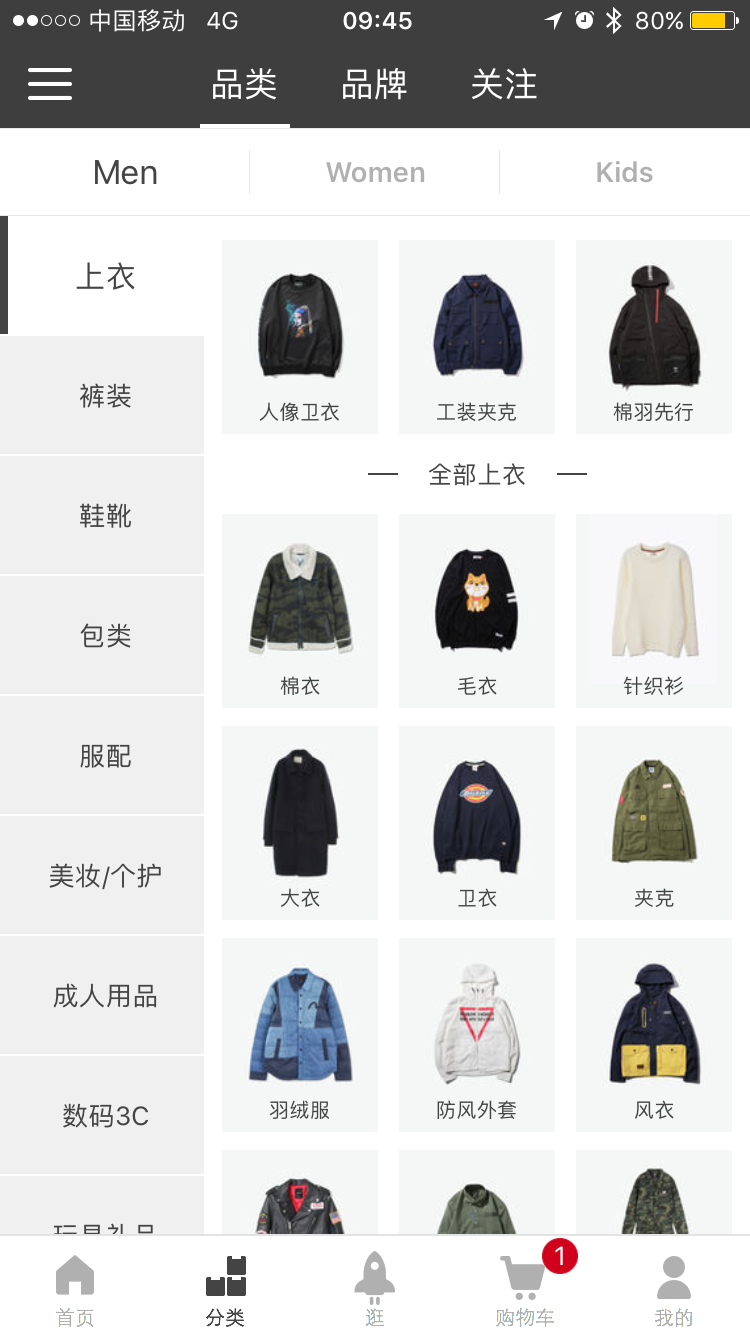 中国移动 4G 09:45 80%
品类 品牌 关注
Men Women Kids
上衣
裤装
鞋靴
包类
服配
美妆/个护
成人用品
数码3C
玩具礼品
人像卫衣 工装夹克 棉羽先行
全部上衣
棉衣 毛衣 针织衫
大衣 卫衣 夹克
羽绒服 防风外套 风衣
1
首页 分类 逛 购物车 我的